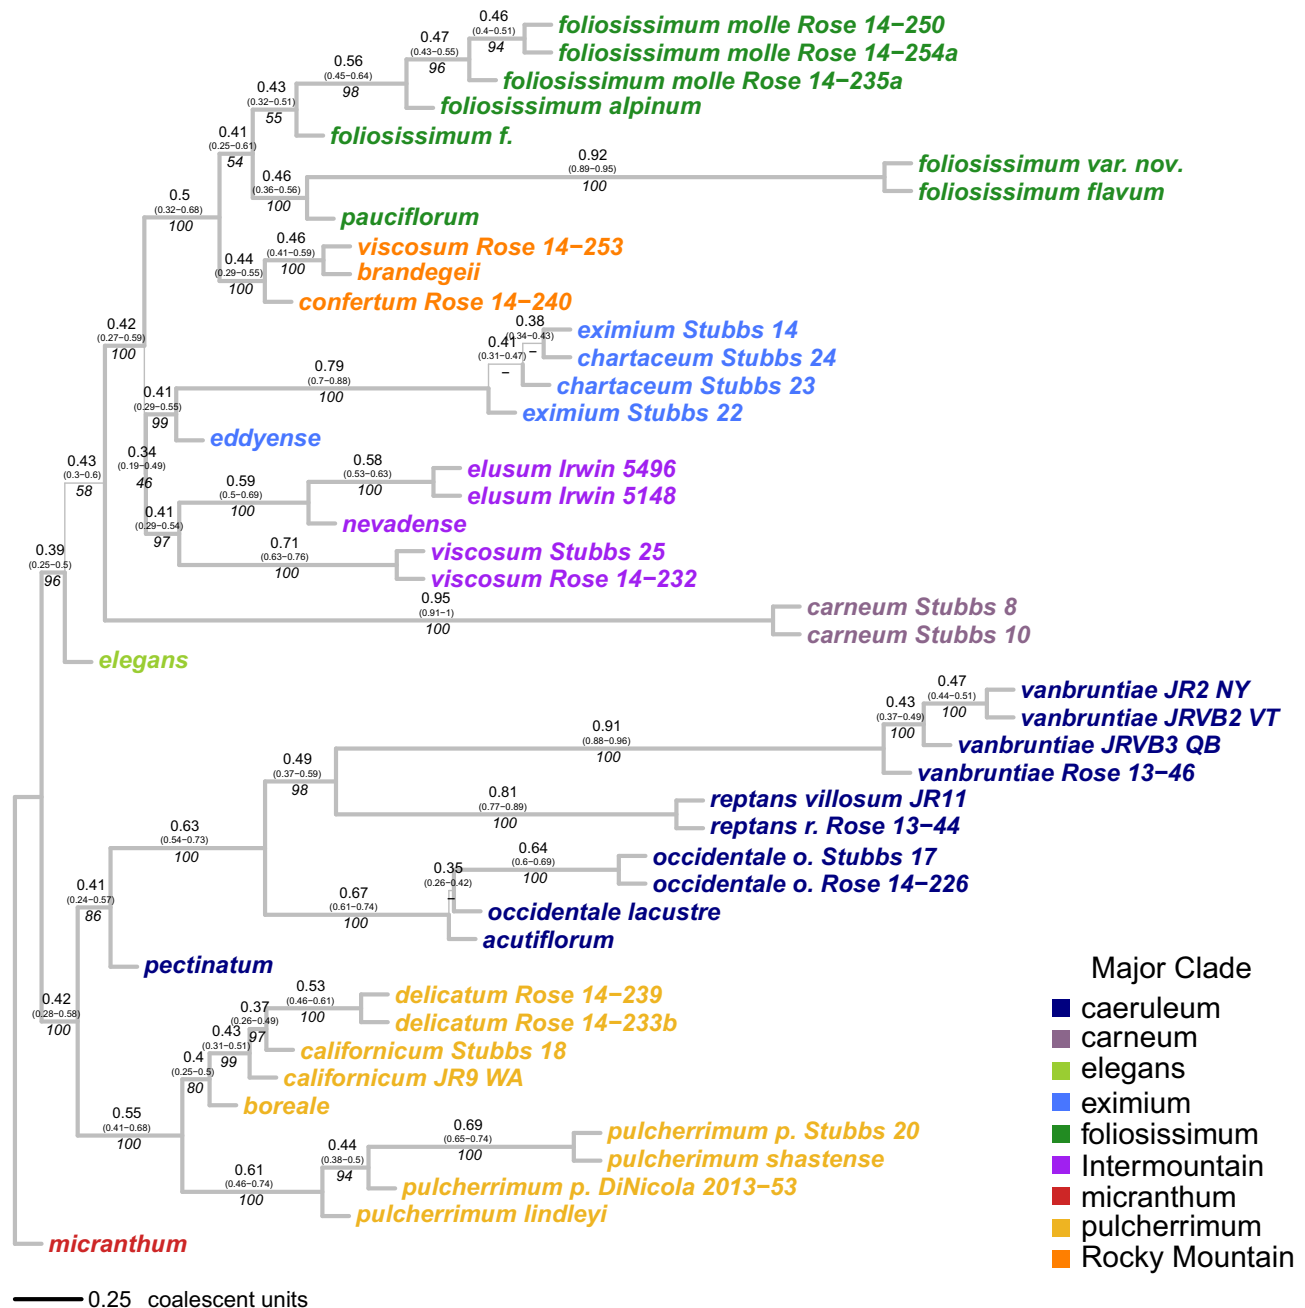 0.46
(0.4−0.51)
94
foliosissimum molle Rose 14−250
foliosissimum molle Rose 14−254a
0.47
(0.43−0.55)
96
foliosissimum molle Rose 14−235a
0.56
(0.45−0.64)
98
foliosissimum alpinum
0.43
(0.32−0.51)
55
foliosissimum f.
0.41
(0.25−0.61)
54
0.92
(0.89−0.95)
100
foliosissimum var. nov.
foliosissimum flavum
0.46
(0.36−0.56)
100
pauciflorum
0.5
(0.32−0.68)
100
0.46
(0.41−0.59)
100
viscosum Rose 14−253
brandegeii
0.44
(0.29−0.55)
100
confertum Rose 14−240
0.42
(0.27−0.59)
100
0.38
(0.34−0.43)
−
eximium Stubbs 14
chartaceum Stubbs 24
0.41
(0.31−0.47)
−
chartaceum Stubbs 23
0.79
(0.7−0.88)
100
eximium Stubbs 22
0.41
(0.29−0.55)
99
eddyense
0.34
(0.19−0.49)
46
0.43
(0.3−0.6)
58
0.58
(0.53−0.63)
100
elusum Irwin 5496
elusum Irwin 5148
0.59
(0.5−0.69)
100
nevadense
0.41
(0.29−0.54)
97
0.71
(0.63−0.76)
100
viscosum Stubbs 25
viscosum Rose 14−232
0.39
(0.25−0.5)
96
0.95
(0.91−1)
100
carneum Stubbs 8
carneum Stubbs 10
elegans
0.47
(0.44−0.51)
100
vanbruntiae JR2 NY
vanbruntiae JRVB2 VT
0.43
(0.37−0.49)
100
vanbruntiae JRVB3 QB
0.91
(0.88−0.96)
100
vanbruntiae Rose 13−46
0.49
(0.37−0.59)
98
0.81
(0.77−0.89)
100
reptans villosum JR11
reptans r. Rose 13−44
0.63
(0.54−0.73)
100
0.64
(0.6−0.69)
100
occidentale o. Stubbs 17
occidentale o. Rose 14−226
0.35
(0.26−0.42)
−
occidentale lacustre
0.67
(0.61−0.74)
100
acutiflorum
0.41
(0.24−0.57)
86
pectinatum
0.42
(0.28−0.58)
100
0.53
(0.46−0.61)
100
delicatum Rose 14−239
delicatum Rose 14−233b
0.37
(0.26−0.49)
97
californicum Stubbs 18
0.43
(0.31−0.51)
99
californicum JR9 WA
0.4
(0.25−0.5)
80
boreale
0.55
(0.41−0.68)
100
0.69
(0.65−0.74)
100
pulcherrimum p. Stubbs 20
pulcherimum shastense
0.44
(0.38−0.5)
94
pulcherrimum p. DiNicola 2013−53
0.61
(0.46−0.74)
100
pulcherrimum lindleyi
micranthum
0.25 coalescent units
Major Clade
caeruleum
carneum
elegans
eximium
foliosissimum
Intermountain
micranthum
pulcherrimum
Rocky Mountain